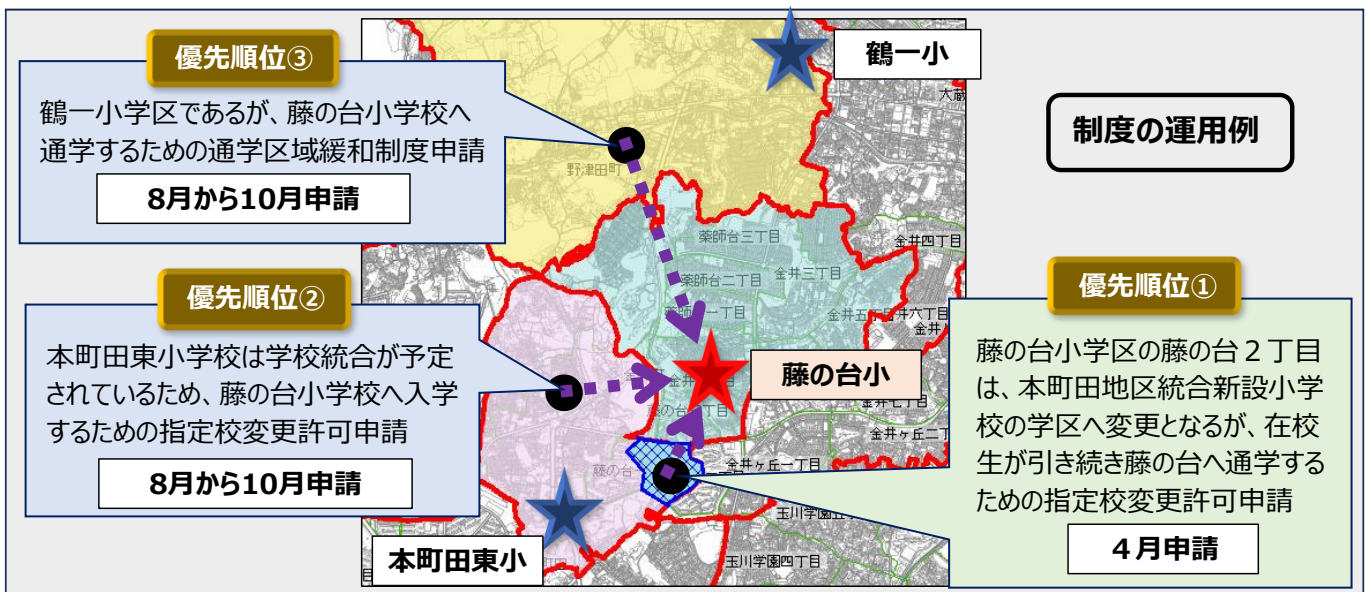 制度の運用例
優先順位③
鶴一小学区であるが、藤の台小学校へ
通学するための通学区域緩和制度申請
8月から10月申請
優先順位②
本町田東小学校は学校統合が予定
されているため、藤の台小学校へ入学
するための指定校変更許可申請
8月から10月申請
優先順位①
藤の台小学区の藤の台２丁目
は、本町田地区統合新設小学
校の学区へ変更となるが、在校
生が引き続き藤の台へ通学する
ための指定校変更許可申請
４月申請
鶴一小
藤の台小
本町田東小
大蔵
野津田町
薬師台三丁目
金井四丁目
薬師台二丁目
金井三丁目
金井ヶ丘一丁目
玉川学園四丁目